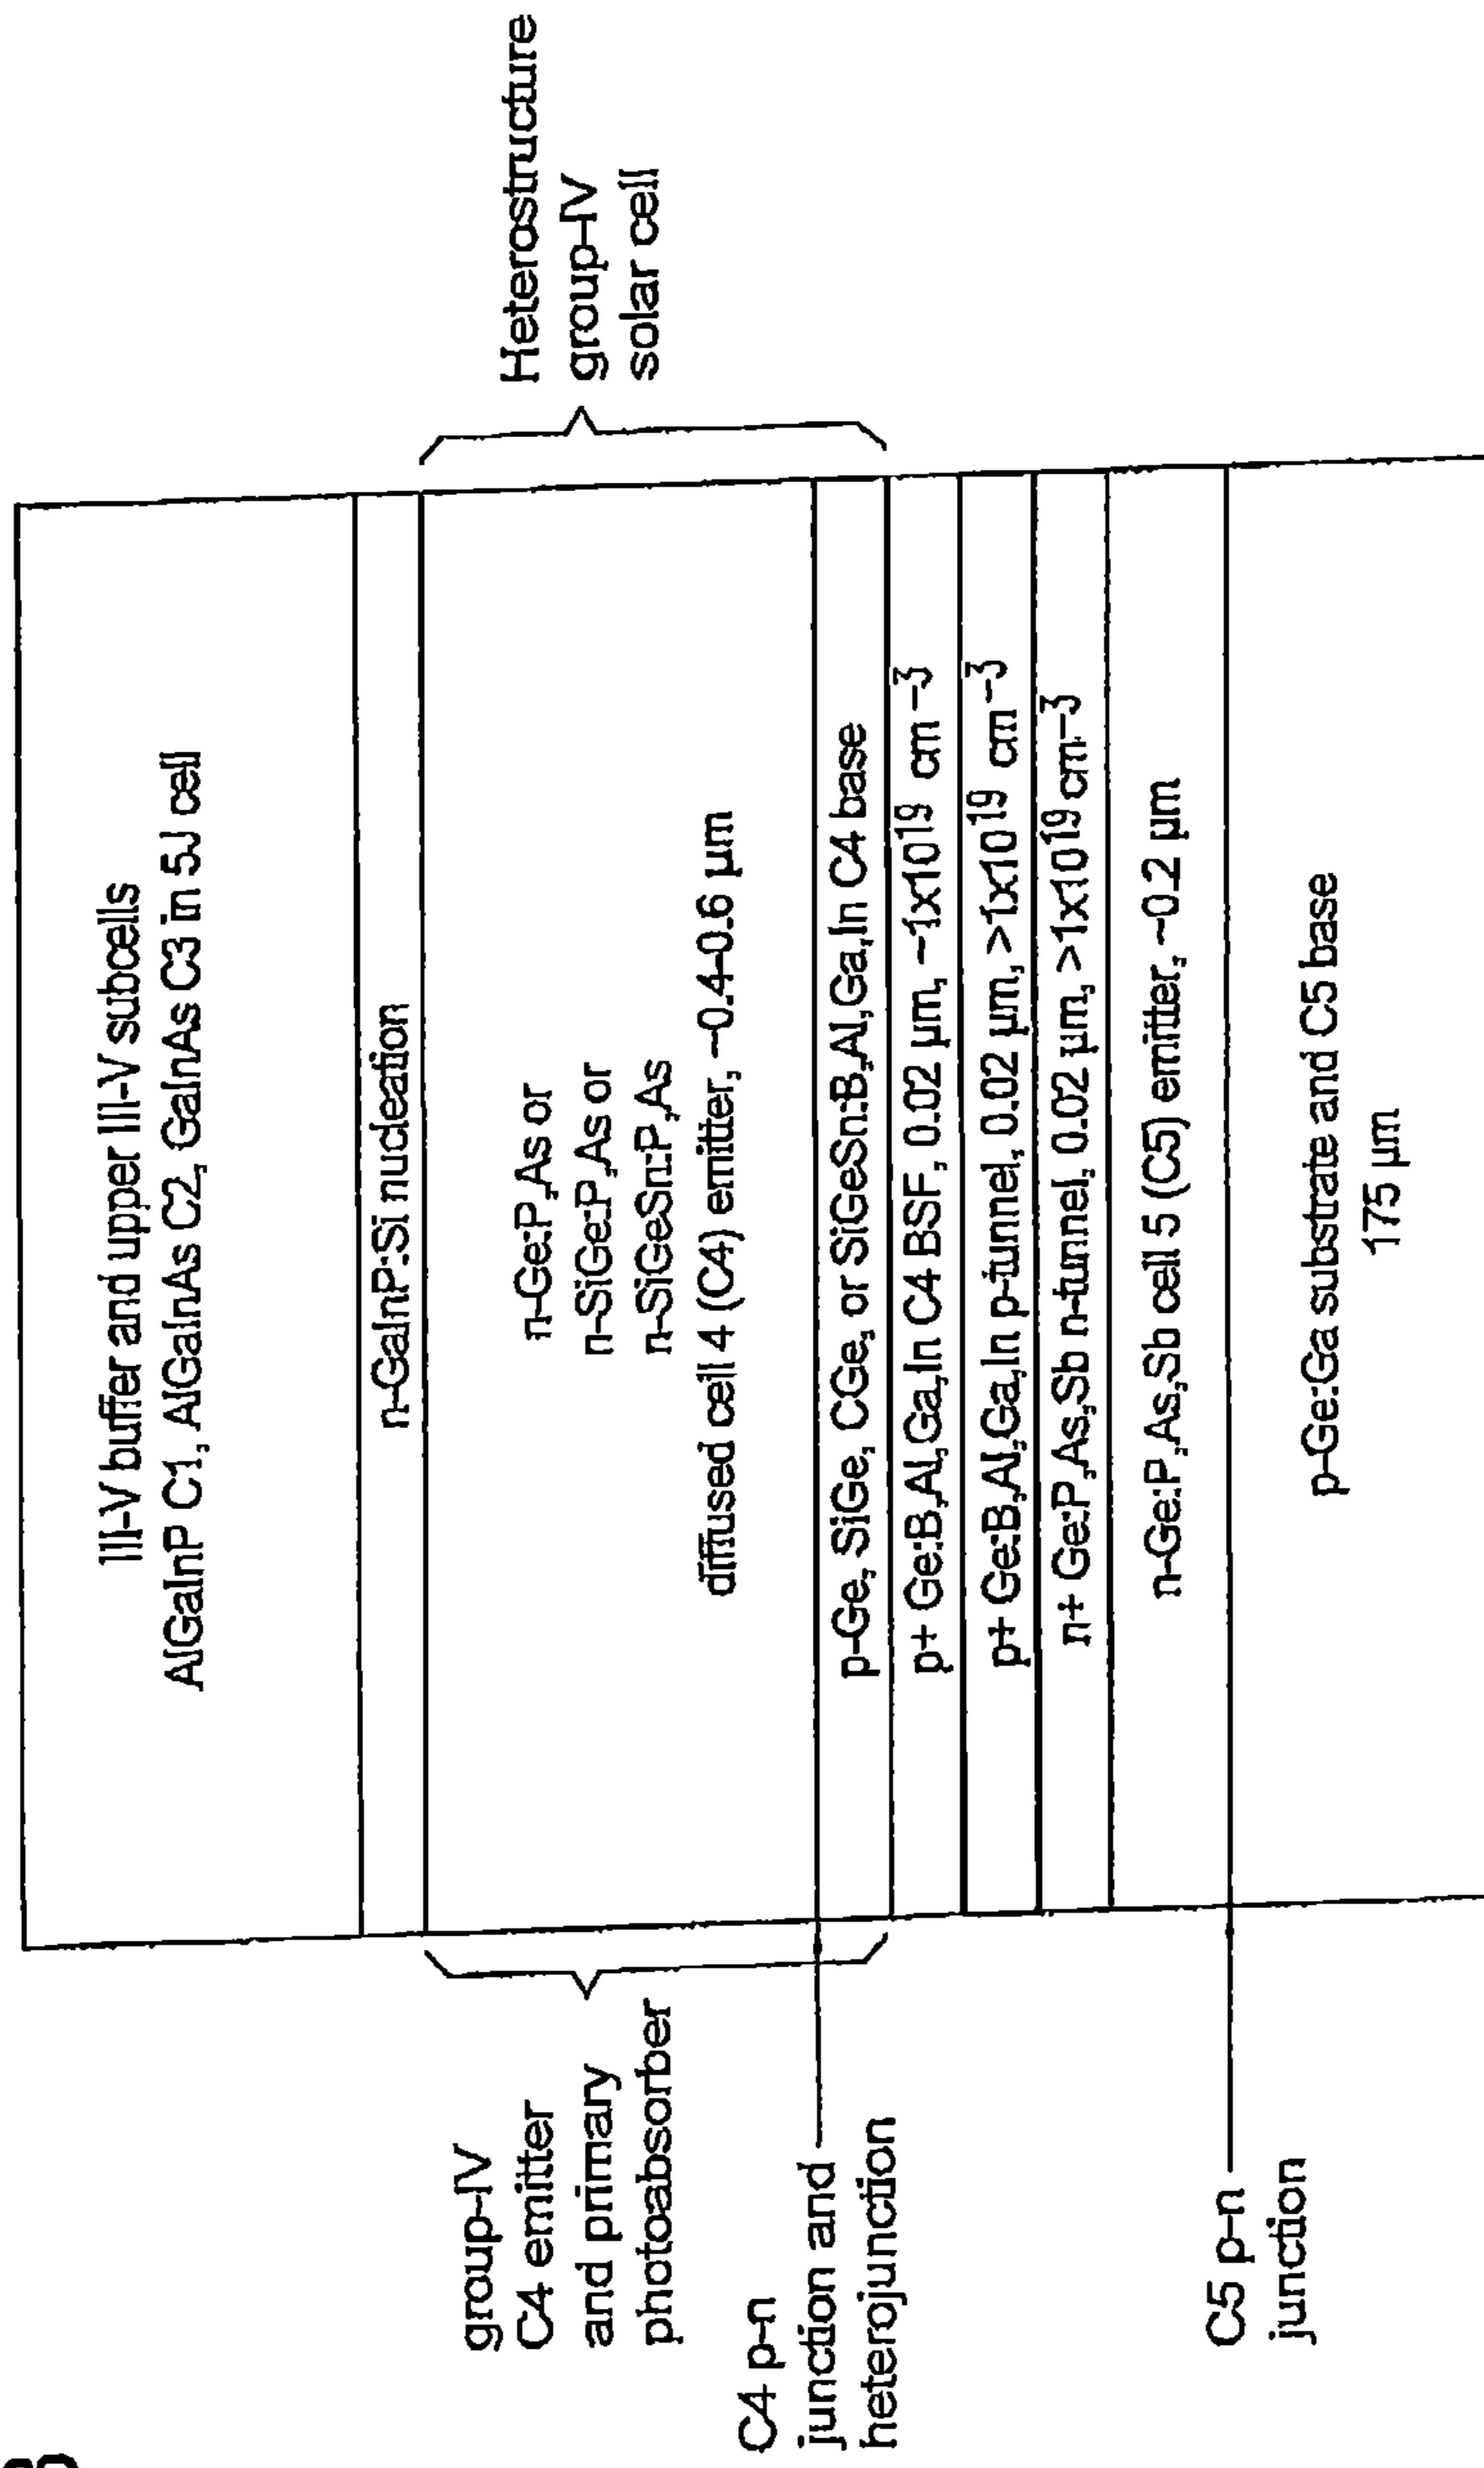 III-V buffer and upper III-V subcells
AlGaInP C1, AlGaInAs C2, GaInAs C3 in 5J cell
n-GaInP:Si nucleation
n-Ge:P,As or
n-SiGe:P,As or
n-SiGeSn:P,As
diffused cell 4 (C4) emitter, ~0.4-0.6 μm
p-Ge, SiGe, CGe, or SiGeSn:B,Al,Ga,In C4 base
p+ Ge:B,Al,Ga,In C4 BSF, 0.02 μm, ~1x10¹⁹ cm⁻³
p+ Ge:B,Al,Ga,In p-tunnel, 0.02 μm, >1x10¹⁹ cm⁻³
n+ Ge:P,As,Sb n-tunnel, 0.02 μm, >1x10¹⁹ cm⁻³
n-Ge:P,As,Sb cell 5 (C5) emitter, ~0.2 μm
p-Ge:Ga substrate and C5 base
175 μm
group-IV
C4 emitter
and primary
photoabsorber
C4 p-n
junction and
heterojunction
C5 p-n
junction
Heterostructure
group-IV
solar cell